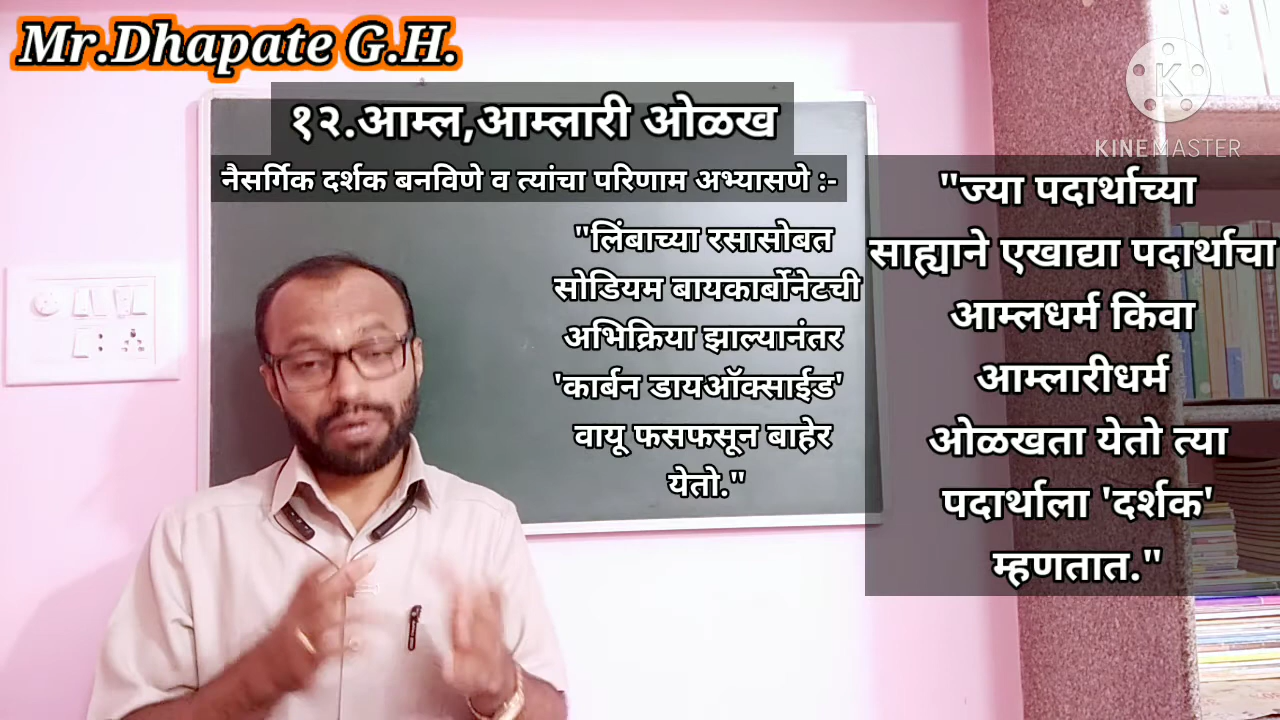 Mr.Dhapate G.H.
१२.आम्ल,आम्लारी ओळख
नैसर्गिक दर्शक बनविणे व त्यांचा परिणाम अभ्यासणे :-
"लिंबाच्या रसासोबत
सोडियम बायकार्बोनेटची
अभिक्रिया झाल्यानंतर
'कार्बन डायऑक्साईड'
वायू फसफसून बाहेर
येतो."
K
KINEMASTER
"ज्या पदार्थाच्या
साह्याने एखाद्या पदार्थाचा
आम्लधर्म किंवा
आम्लारीधर्म
ओळखता येतो त्या
पदार्थाला 'दर्शक'
म्हणतात."